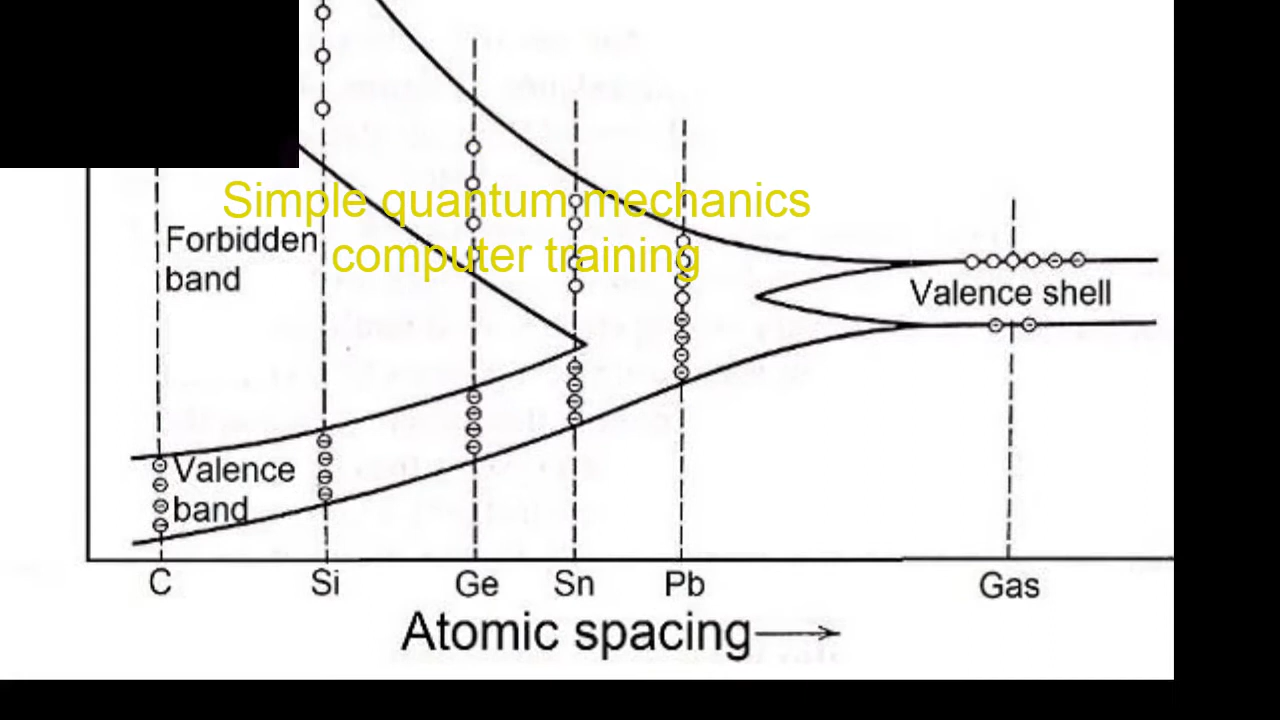 Simple quantum mechanics
computer training
Forbidden
band
Valence shell
Valence
band
C Si Ge Sn Pb Gas
Atomic spacing